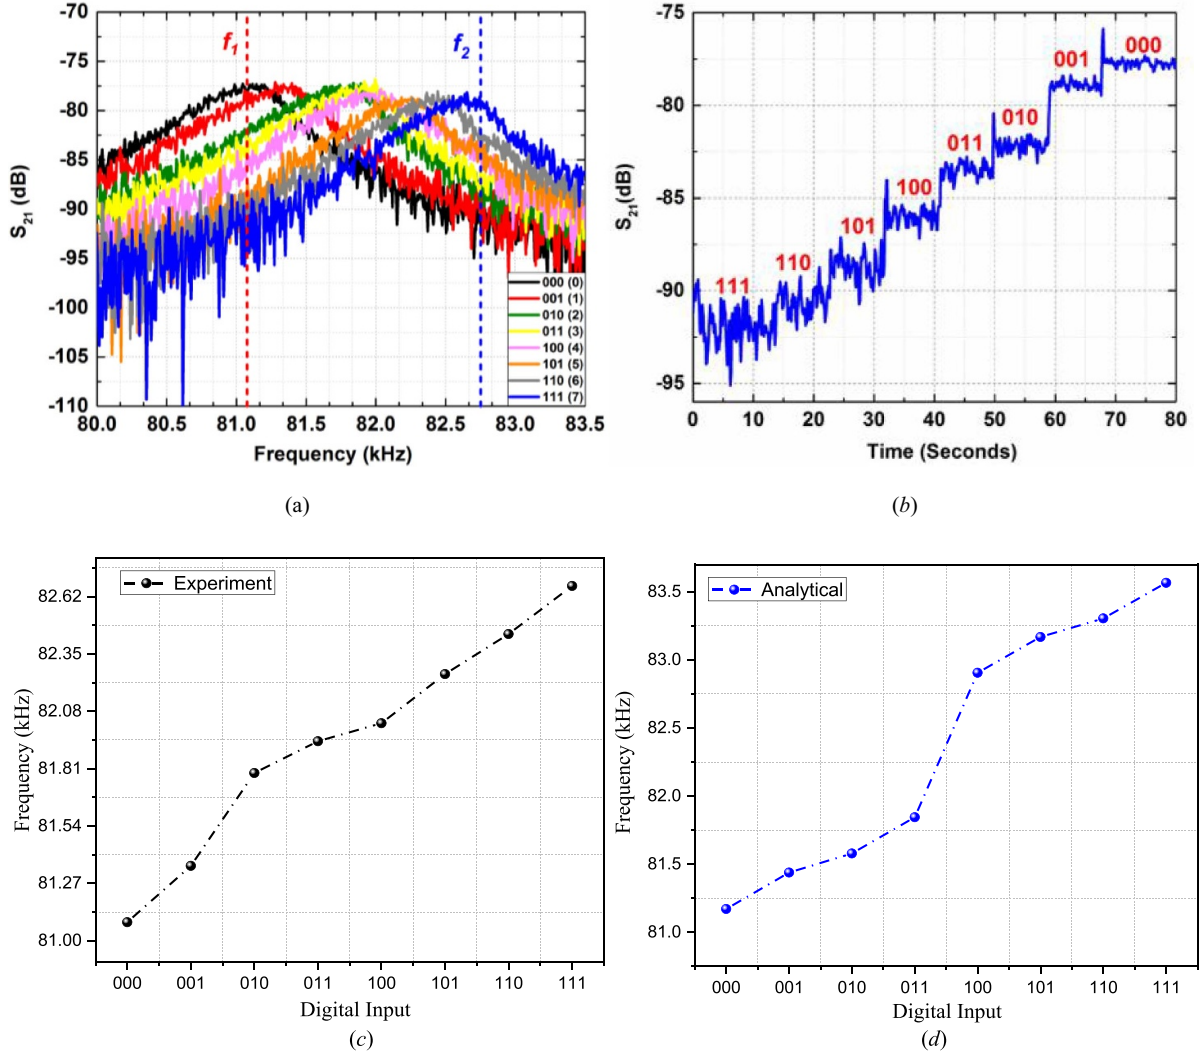 -70
-75
-80
-85
-90
-95
-100
-105
-110
S21 (dB)
f1
f2
000 (0)
001 (1)
010 (2)
011 (3)
100 (4)
101 (5)
110 (6)
111 (7)
80.0 80.5 81.0 81.5 82.0 82.5 83.0 83.5
Frequency (kHz)
(a)
-75
-80
-85
-90
-95
S21(dB)
111
110
101
100
011
010
001
000
0 10 20 30 40 50 60 70 80
Time (Seconds)
(b)
Experiment
82.62
82.35
82.08
81.81
81.54
81.27
81.00
Frequency (kHz)
000 001 010 011 100 101 110 111
Digital Input
(c)
Analytical
83.5
83.0
82.5
82.0
81.5
81.0
Frequency (kHz)
000 001 010 011 100 101 110 111
Digital Input
(d)